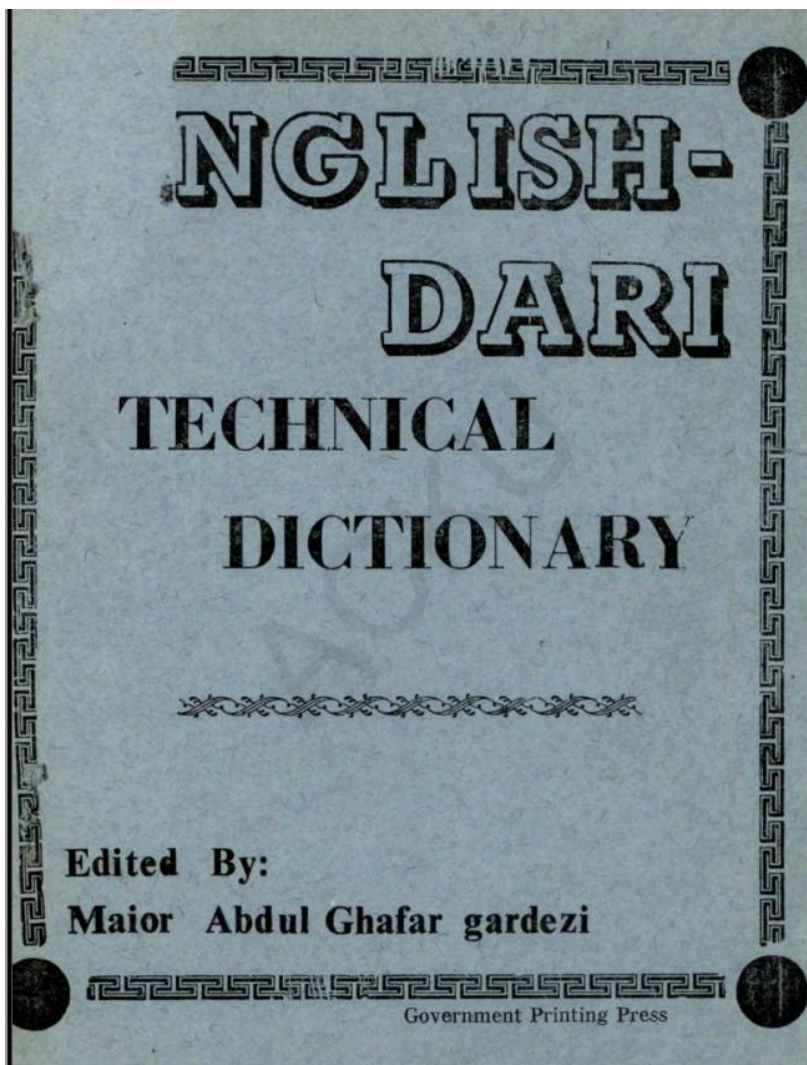 NGLISH-
DARI
TECHNICAL
DICTIONARY
Edited By:
Maior Abdul Ghafar gardezi
Government Printing Press